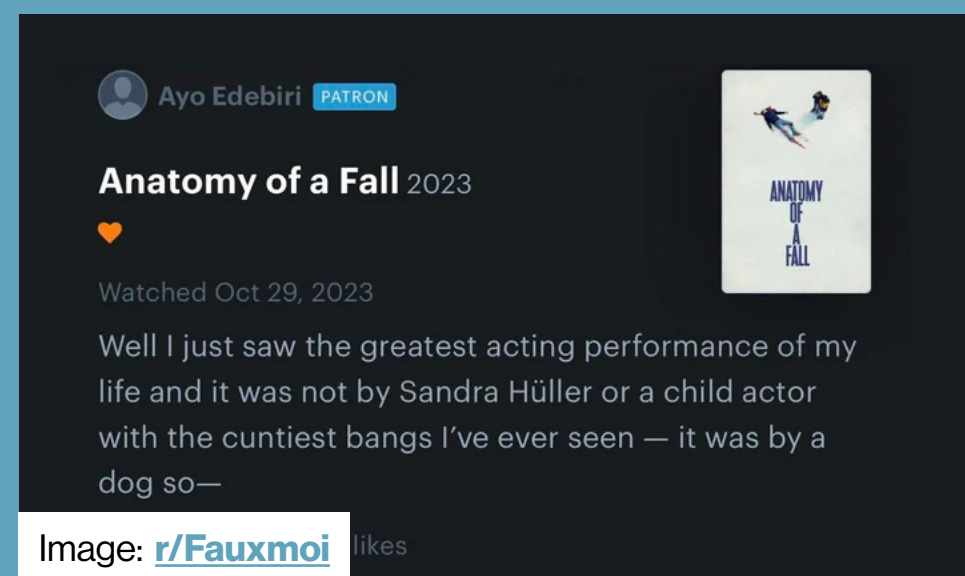 Ayo Edebiri PATRON
Anatomy of a Fall 2023
Watched Oct 29, 2023
Well I just saw the greatest acting performance of my
life and it was not by Sandra Hüller or a child actor
with the cuntiest bangs I’ve ever seen — it was by a
dog so—
likes
Image: r/Fauxmoi
ANATOMY
OF
A
FALL